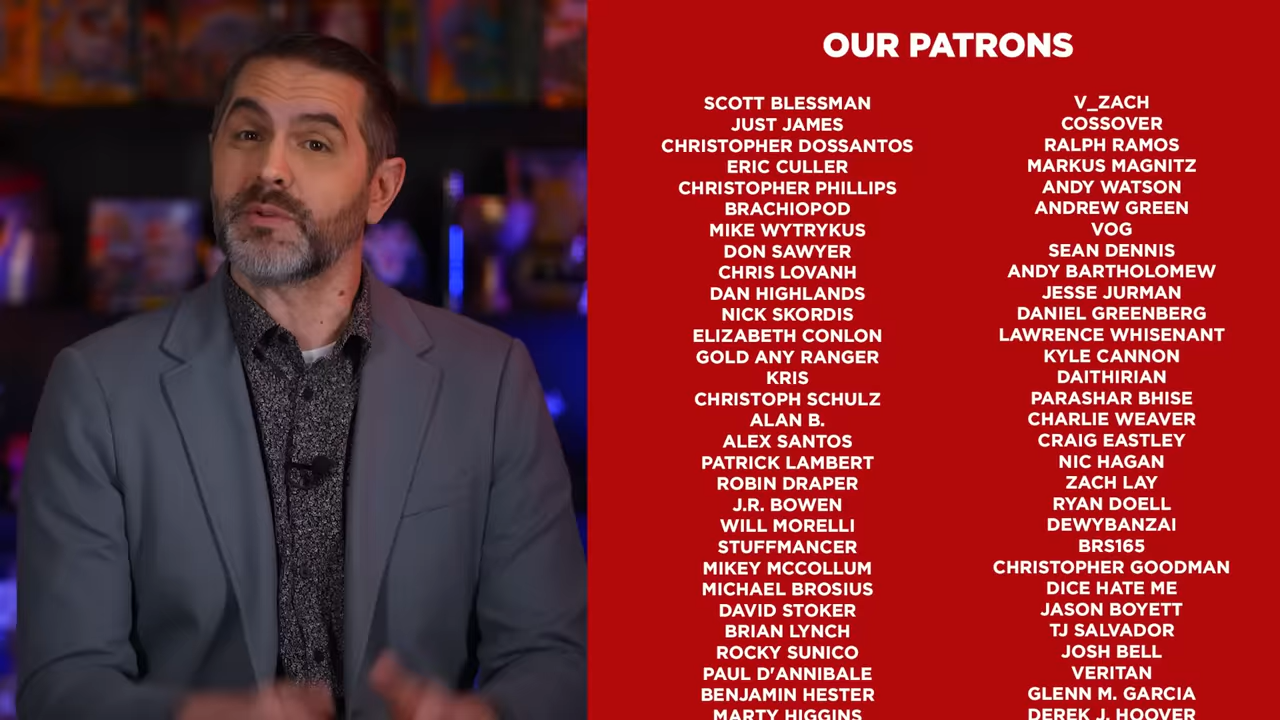 OUR PATRONS
SCOTT BLESSMAN
JUST JAMES
CHRISTOPHER DOSSANTOS
ERIC CULLER
CHRISTOPHER PHILLIPS
BRACHIOPOD
MIKE WYTRYKUS
DON SAWYER
CHRIS LOVANH
DAN HIGHLANDS
NICK SKORDIS
ELIZABETH CONLON
GOLD ANY RANGER
KRIS
CHRISTOPH SCHULZ
ALAN B.
ALEX SANTOS
PATRICK LAMBERT
ROBIN DRAPER
J.R. BOWEN
WILL MORELLI
STUFFMANCER
MIKEY MCCOLLUM
MICHAEL BROSIUS
DAVID STOKER
BRIAN LYNCH
ROCKY SUNICO
PAUL D'ANNIBALE
BENJAMIN HESTER
MARTY HIGGINS
V_ZACH
COSSOVER
RALPH RAMOS
MARKUS MAGNITZ
ANDY WATSON
ANDREW GREEN
VOG
SEAN DENNIS
ANDY BARTHOLOMEW
JESSE JURMAN
DANIEL GREENBERG
LAWRENCE WHISENANT
KYLE CANNON
DAITHIRIAN
PARASHAR BHISE
CHARLIE WEAVER
CRAIG EASTLEY
NIC HAGAN
ZACH LAY
RYAN DOELL
DEWYBANZAI
BRS165
CHRISTOPHER GOODMAN
DICE HATE ME
JASON BOYETT
TJ SALVADOR
JOSH BELL
VERITAN
GLENN M. GARCIA
DEREK J. HOOVER